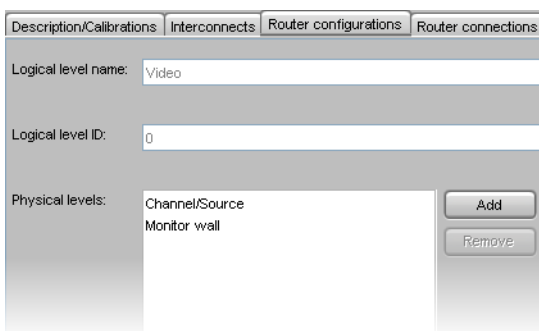 Description/Calibrations Interconnects Router configurations Router connections
Logical level name: Video
Logical level ID: 0
Physical levels: Channel/Source Add
Monitor wall
Remove